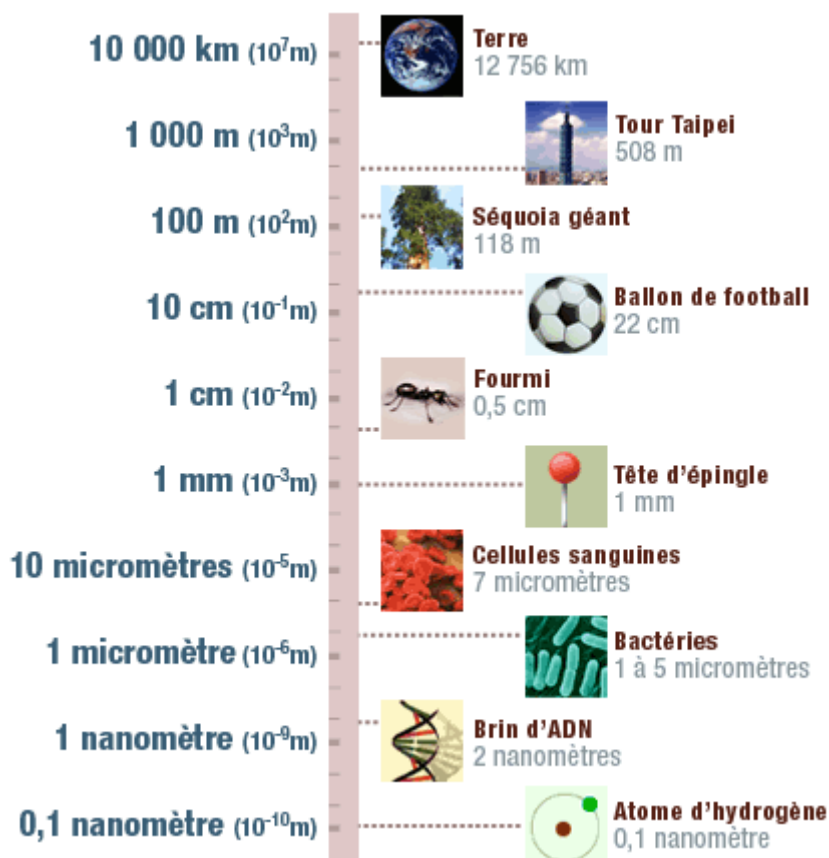 10 000 km (10⁷m)
Terre
12 756 km
1 000 m (10³m)
Tour Taipei
508 m
100 m (10²m)
Séquoia géant
118 m
10 cm (10⁻¹m)
Ballon de football
22 cm
1 cm (10⁻²m)
Fourmi
0,5 cm
1 mm (10⁻³m)
Tête d’épingle
1 mm
10 micromètres (10⁻⁵m)
Cellules sanguines
7 micromètres
1 micromètre (10⁻⁶m)
Bactéries
1 à 5 micromètres
1 nanomètre (10⁻⁹m)
Brin d’ADN
2 nanomètres
0,1 nanomètre (10⁻¹⁰m)
Atome d’hydrogène
0,1 nanomètre